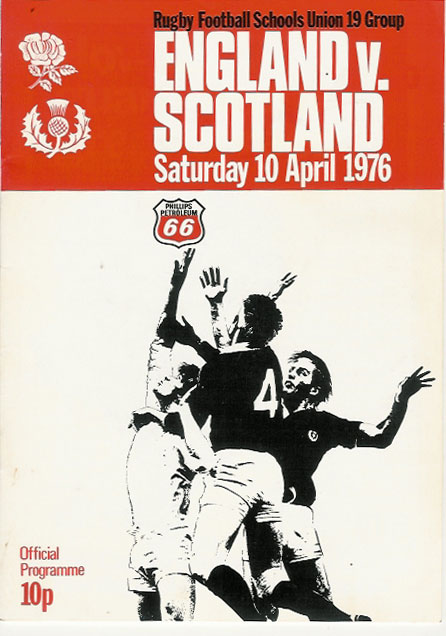 Rugby Football Schools Union 19 Group
ENGLAND v.
SCOTLAND
Saturday 10 April 1976
PHILLIPS
PETROLEUM
66
4
Official
Programme
10p